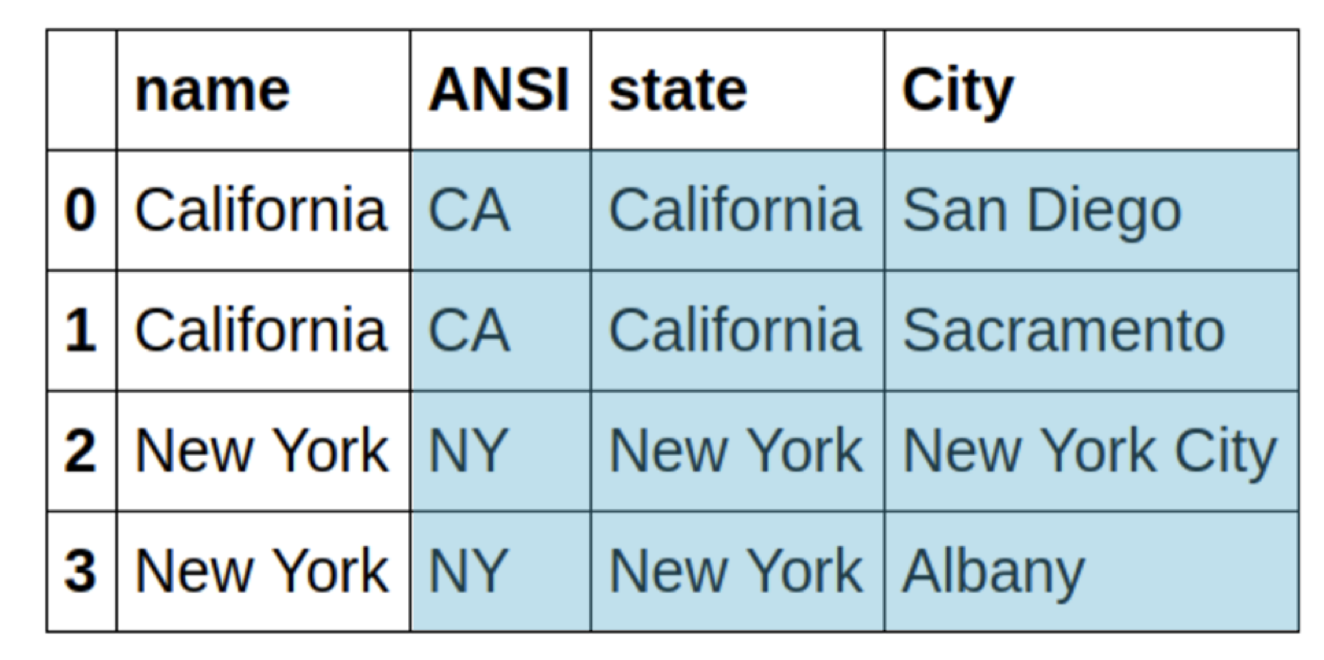 name ANSI state City
0 California CA California San Diego
1 California CA California Sacramento
2 New York NY New York New York City
3 New York NY New York Albany